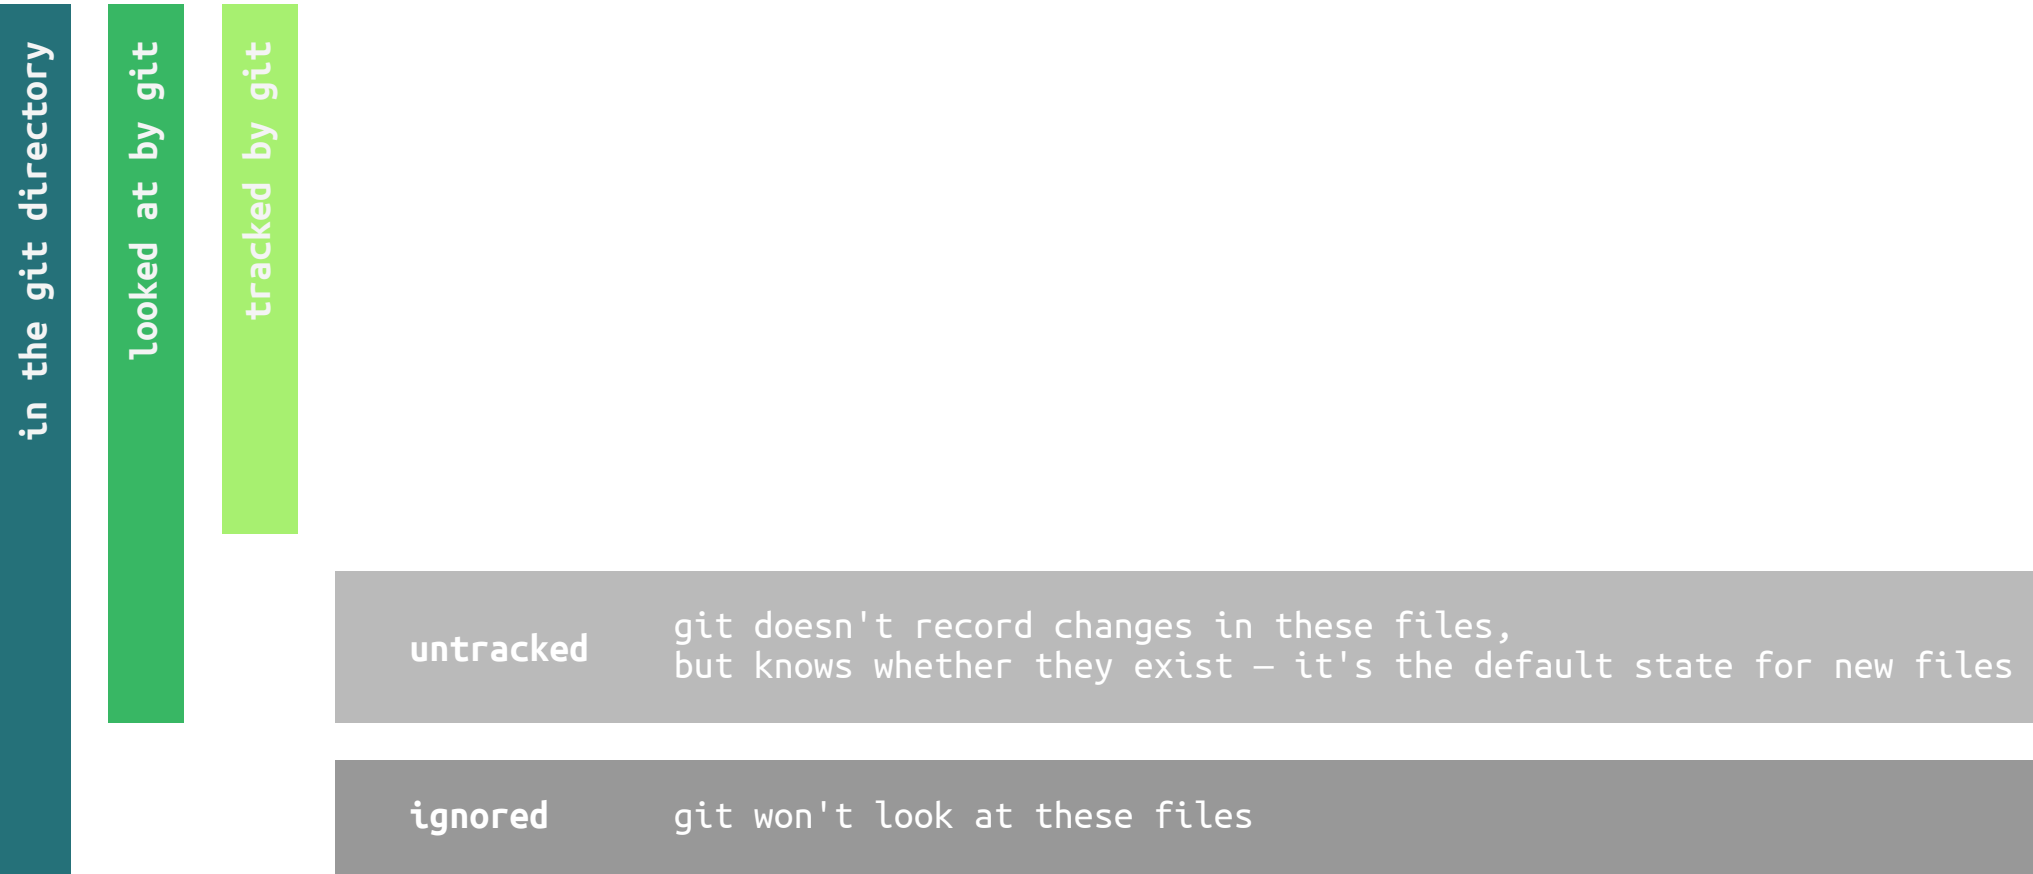 in the git directory
looked at by git
tracked by git
untracked
git doesn't record changes in these files,
but knows whether they exist – it's the default state for new files
ignored
git won't look at these files